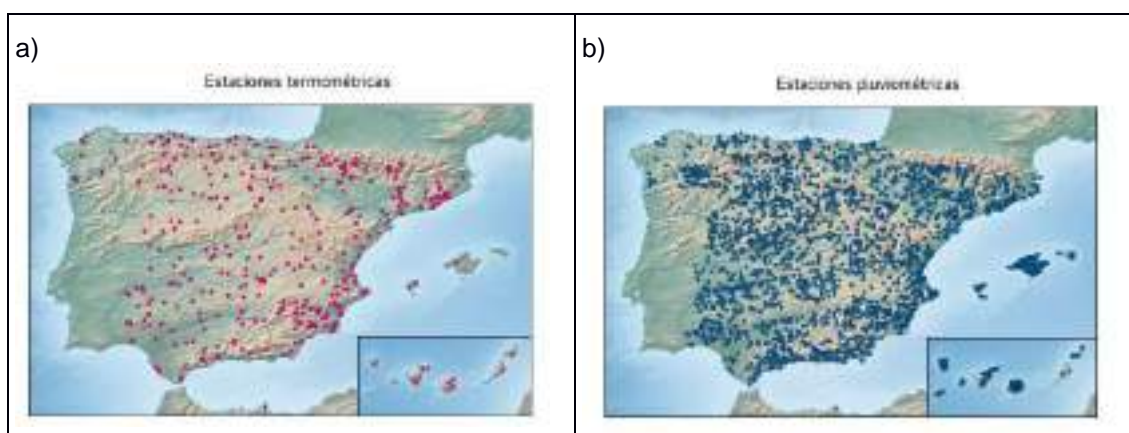 a)
Estaciones termométricas
b)
Estaciones pluviométricas